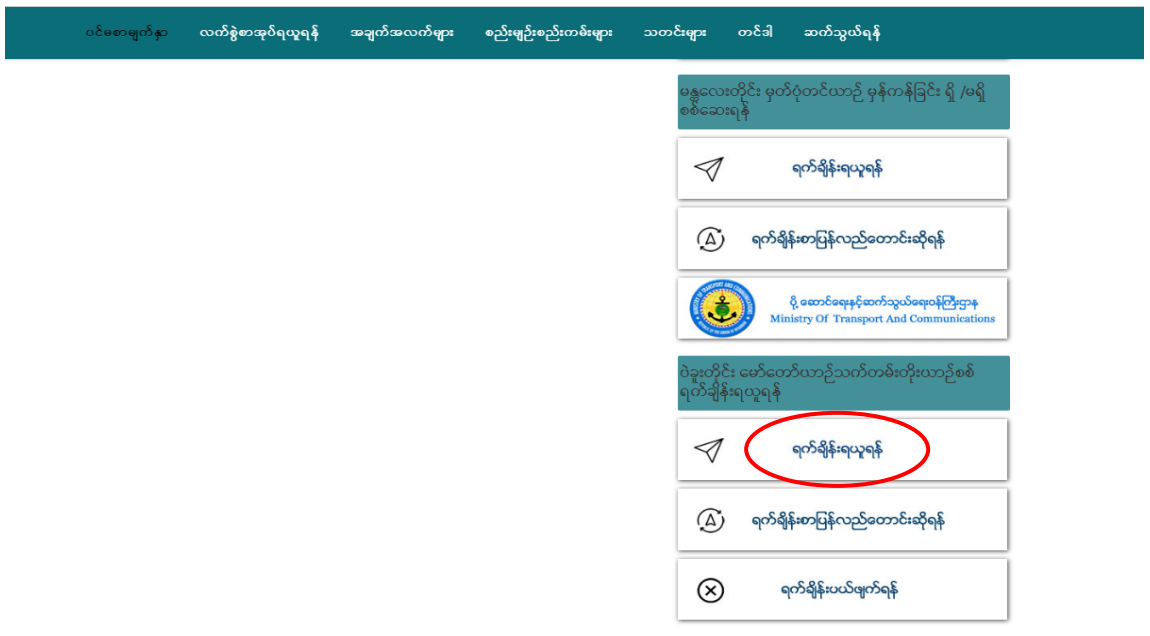 ပင်မစာမျက်နှာ လက်စွဲစာအုပ်ရယူရန် အချက်အလက်များ စည်းမျဉ်းစည်းကမ်းများ သတင်းများ တင်ဒါ ဆက်သွယ်ရန်
မန္တလေးတိုင်း မှတ်ပုံတင်ယာဉ် မှန်ကန်ခြင်း ရှိ /မရှိ
စစ်ဆေးရန်
ရက်ချိန်းရယူရန်
ရက်ချိန်းစာပြန်လည်တောင်းဆိုရန်
ပို့ ဆောင်ရေးနှင့်ဆက်သွယ်ရေးဝန်ကြီးဌာန
Ministry Of Transport And Communications
ပဲခူးတိုင်း မော်တော်ယာဉ်သက်တမ်းတိုးယာဉ်စစ်
ရက်ချိန်းရယူရန်
ရက်ချိန်းရယူရန်
ရက်ချိန်းစာပြန်လည်တောင်းဆိုရန်
ရက်ချိန်းပယ်ဖျက်ရန်